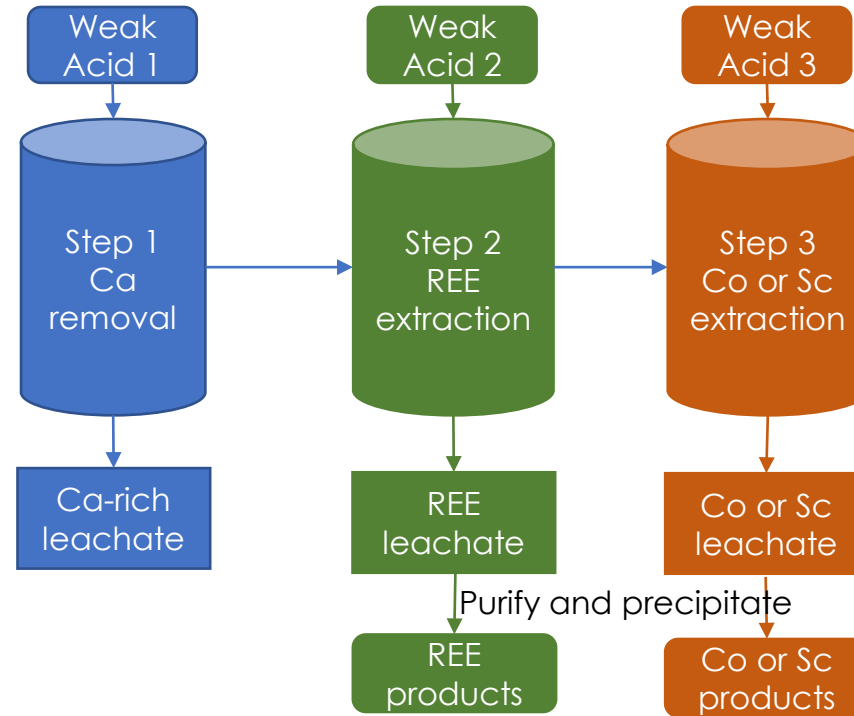 Weak
Acid 1
Weak
Acid 2
Weak
Acid 3
Step 1
Ca
removal
Step 2
REE
extraction
Step 3
Co or Sc
extraction
Ca-rich
leachate
REE
leachate
Co or Sc
leachate
Purify and precipitate
REE
products
Co or Sc
products